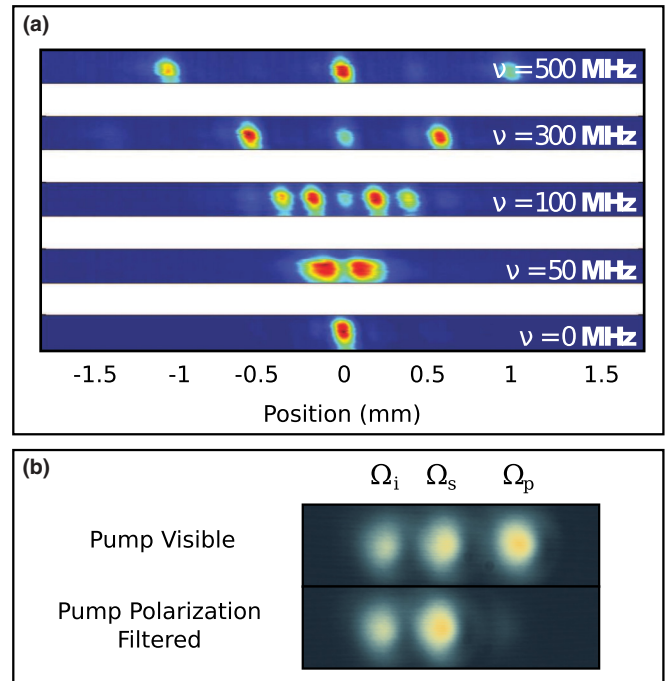 (a)
ν = 500 MHz
ν = 300 MHz
ν = 100 MHz
ν = 50 MHz
ν = 0 MHz
-1.5 -1 -0.5 0 0.5 1 1.5
Position (mm)
(b)
Ωi Ωs Ωp
Pump Visible
Pump Polarization
Filtered